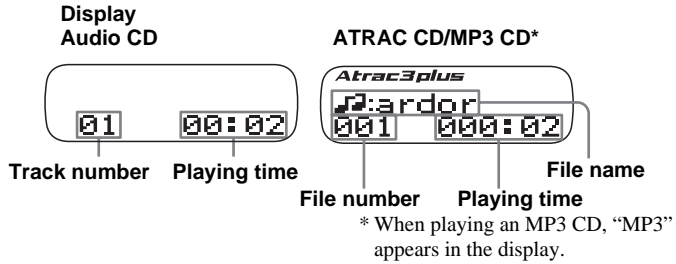 Display
Audio CD
ATRAC CD/MP3 CD*
Atrac3plus
:ardor
01 00:02
001 000:02
Track number Playing time
File name
File number Playing time
* When playing an MP3 CD, “MP3”
appears in the display.